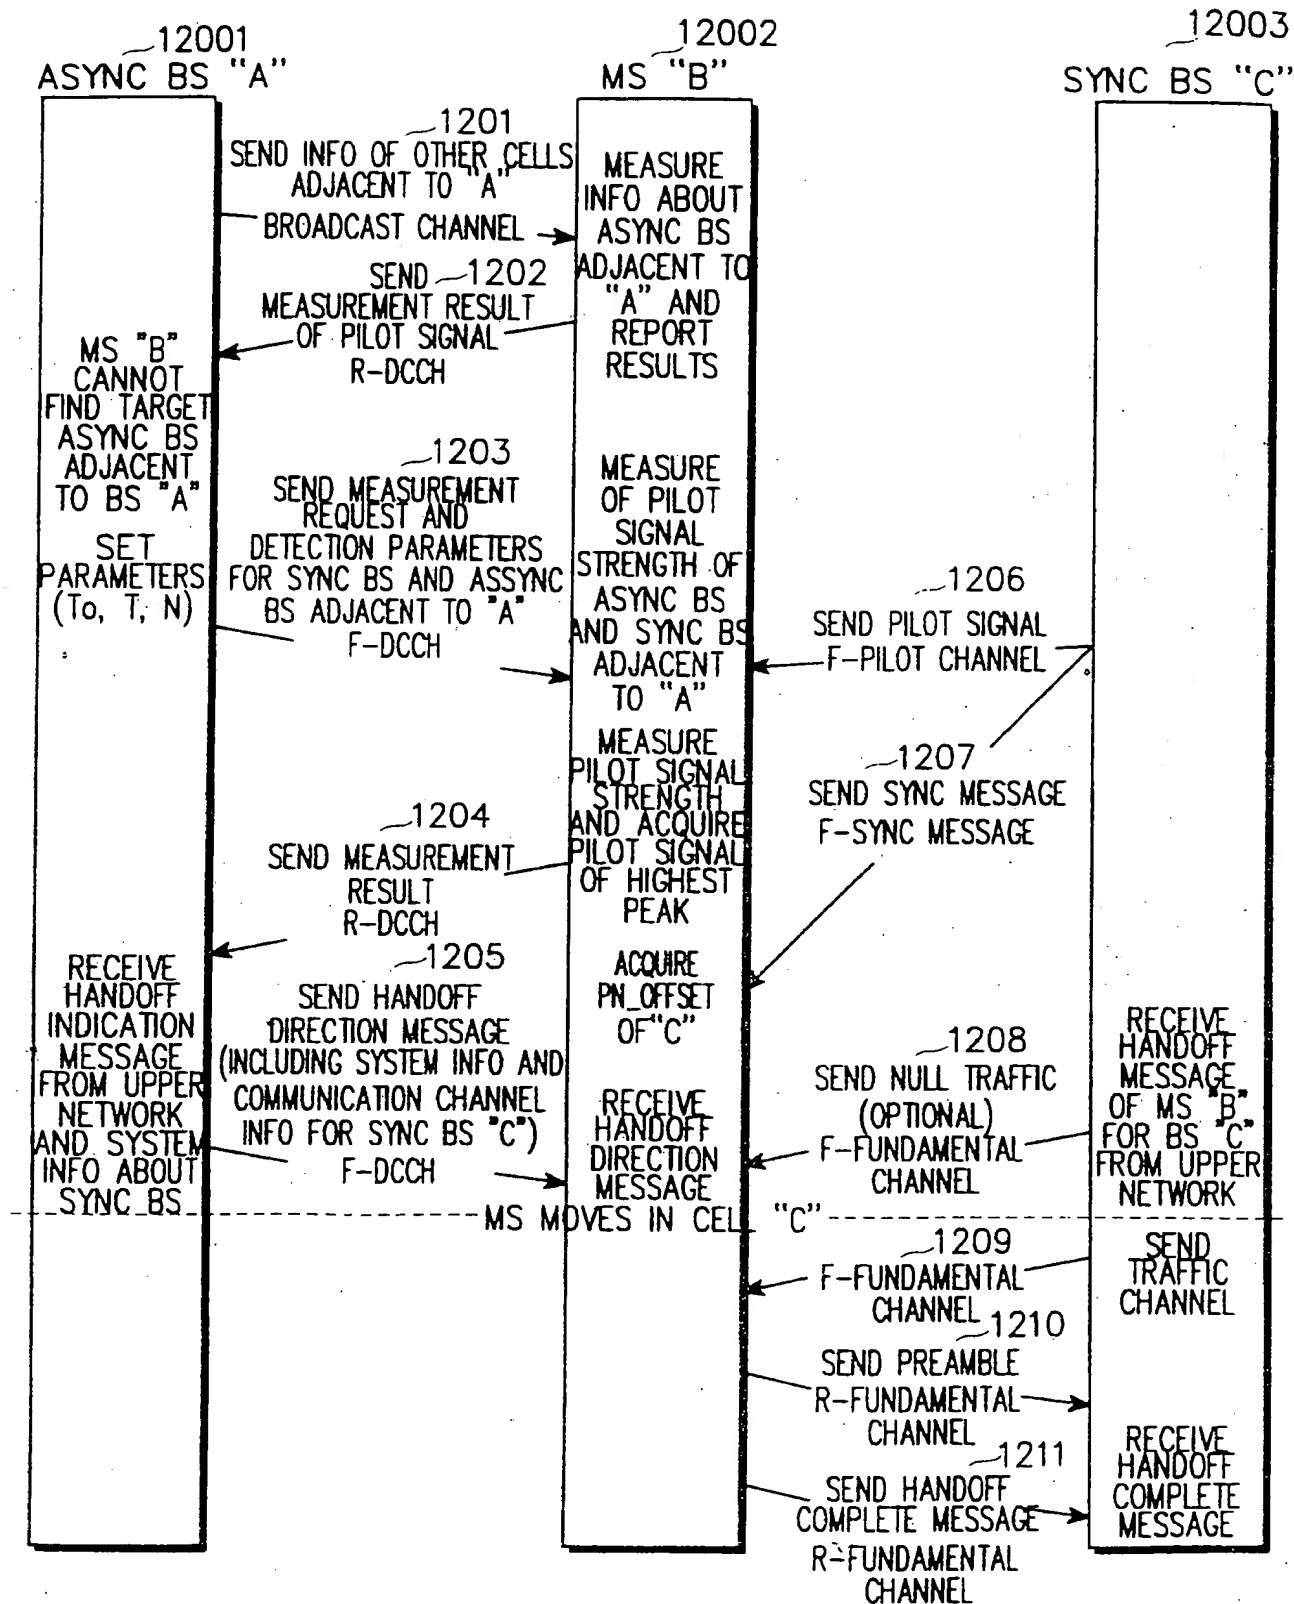 12001
ASYNC BS "A"
12002
MS "B"
12003
SYNC BS "C"
1201
SEND INFO OF OTHER CELLS
ADJACENT TO "A"
BROADCAST CHANNEL
MEASURE
INFO ABOUT
ASYNC BS
ADJACENT TO
"A" AND
REPORT
RESULTS
SEND 1202
MEASUREMENT RESULT
OF PILOT SIGNAL
R-DCCH
MS "B"
CANNOT
FIND TARGET
ASYNC BS
ADJACENT
TO BS "A"
SET
PARAMETERS
(To, T, N)
1203
SEND MEASUREMENT
REQUEST AND
DETECTION PARAMETERS
FOR SYNC BS AND ASSYNC
BS ADJACENT TO "A"
F-DCCH
MEASURE
OF PILOT
SIGNAL
STRENGTH OF
ASYNC BS
AND SYNC BS
ADJACENT
TO "A"
1206
SEND PILOT SIGNAL
F-PILOT CHANNEL
MEASURE
PILOT SIGNAL
STRENGTH
AND ACQUIRE
PILOT SIGNAL
OF HIGHEST
PEAK
1207
SEND SYNC MESSAGE
F-SYNC MESSAGE
1204
SEND MEASUREMENT
RESULT
R-DCCH
ACQUIRE
PN_OFFSET
OF "C"
RECEIVE
HANDOFF
INDICATION
MESSAGE
FROM UPPER
NETWORK
AND SYSTEM
INFO ABOUT
SYNC BS
1205
SEND HANDOFF
DIRECTION MESSAGE
(INCLUDING SYSTEM INFO AND
COMMUNICATION CHANNEL
INFO FOR SYNC BS "C")
F-DCCH
RECEIVE
HANDOFF
DIRECTION
MESSAGE
1208
SEND NULL TRAFFIC
(OPTIONAL)
F-FUNDAMENTAL
CHANNEL
RECEIVE
HANDOFF
MESSAGE
OF MS "B"
FOR BS "C"
FROM UPPER
NETWORK
MS MOVES IN CELL "C"
1209
F-FUNDAMENTAL
CHANNEL
SEND
TRAFFIC
CHANNEL
1210
SEND PREAMBLE
R-FUNDAMENTAL
CHANNEL
1211
SEND HANDOFF
COMPLETE MESSAGE
R-FUNDAMENTAL
CHANNEL
RECEIVE
HANDOFF
COMPLETE
MESSAGE